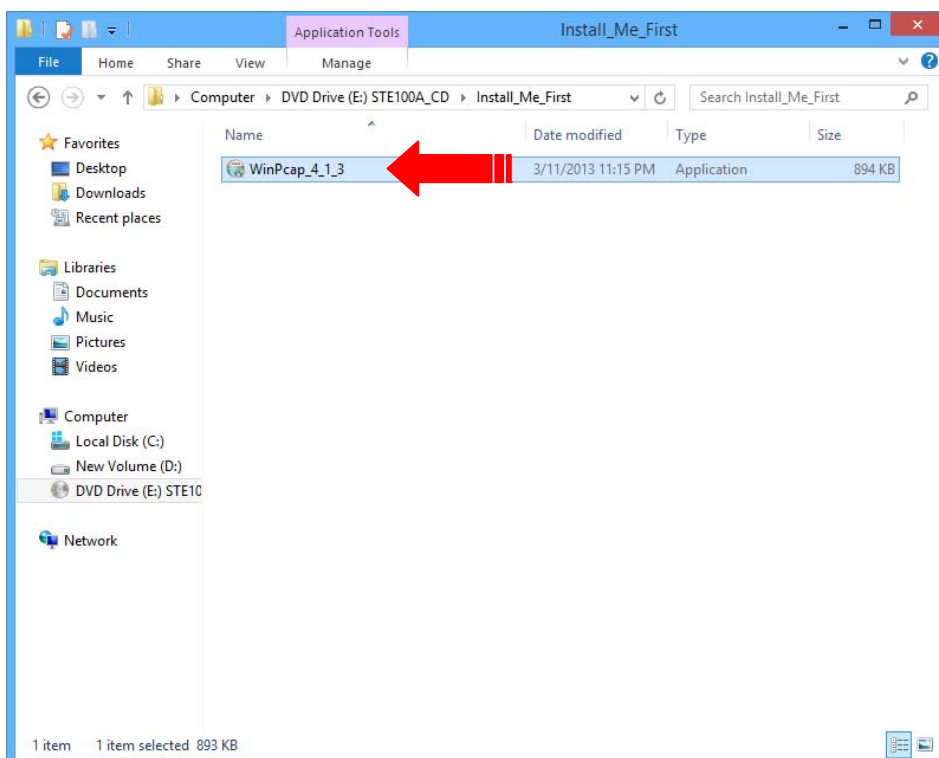 Application Tools Install_Me_First
File Home Share View Manage
Computer DVD Drive (E:) STE100A_CD Install_Me_First Search Install_Me_First
Name Date modified Type Size
WinPcap_4_1_3 3/11/2013 11:15 PM Application 894 KB
Favorites
Desktop
Downloads
Recent places
Libraries
Documents
Music
Pictures
Videos
Computer
Local Disk (C:)
New Volume (D:)
DVD Drive (E:) STE10
Network
1 item 1 item selected 893 KB